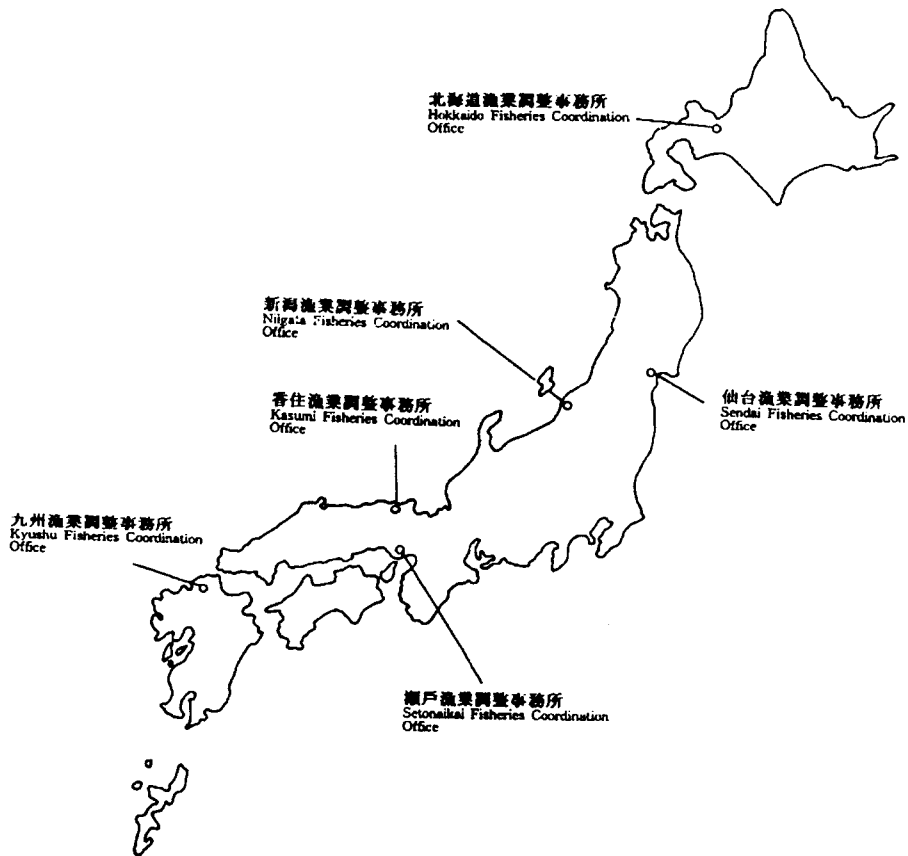 北海道漁業調整事務所
Hokkaido Fisheries Coordination
Office
新潟漁業調整事務所
Niigata Fisheries Coordination
Office
香住漁業調整事務所
Kasumi Fisheries Coordination
Office
仙台漁業調整事務所
Sendai Fisheries Coordination
Office
九州漁業調整事務所
Kyushu Fisheries Coordination
Office
瀬戸漁業調整事務所
Setonaikai Fisheries Coordination
Office